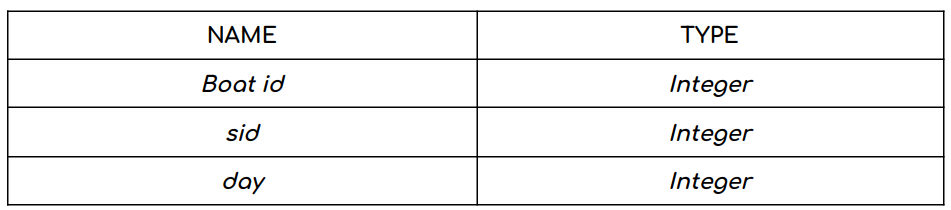 NAME TYPE
Boat id Integer
sid Integer
day Integer